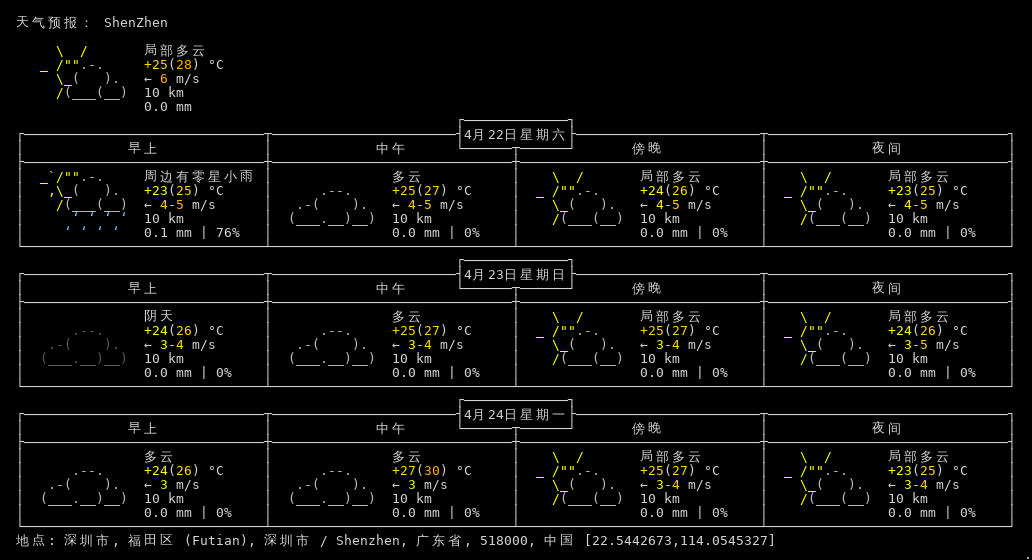 天气预报： ShenZhen
局部多云
+25(28) °C
← 6 m/s
10 km
0.0 mm
4月22日星期六
早上 中午 傍晚 夜间
周边有零星小雨 多云 局部多云 局部多云
+23(25) °C +25(27) °C +24(26) °C +23(25) °C
← 4-5 m/s ← 4-5 m/s ← 4-5 m/s ← 4-5 m/s
10 km 10 km 10 km 10 km
0.1 mm | 76% 0.0 mm | 0% 0.0 mm | 0% 0.0 mm | 0%
4月23日星期日
早上 中午 傍晚 夜间
阴天 多云 局部多云 局部多云
+24(26) °C +25(27) °C +25(27) °C +24(26) °C
← 3-4 m/s ← 3-4 m/s ← 3-4 m/s ← 3-5 m/s
10 km 10 km 10 km 10 km
0.0 mm | 0% 0.0 mm | 0% 0.0 mm | 0% 0.0 mm | 0%
4月24日星期一
早上 中午 傍晚 夜间
多云 多云 局部多云 局部多云
+24(26) °C +27(30) °C +25(27) °C +23(25) °C
← 3 m/s ← 3 m/s ← 3-4 m/s ← 3-4 m/s
10 km 10 km 10 km 10 km
0.0 mm | 0% 0.0 mm | 0% 0.0 mm | 0% 0.0 mm | 0%
地点: 深圳市, 福田区 (Futian), 深圳市 / Shenzhen, 广东省, 518000, 中国 [22.5442673,114.0545327]